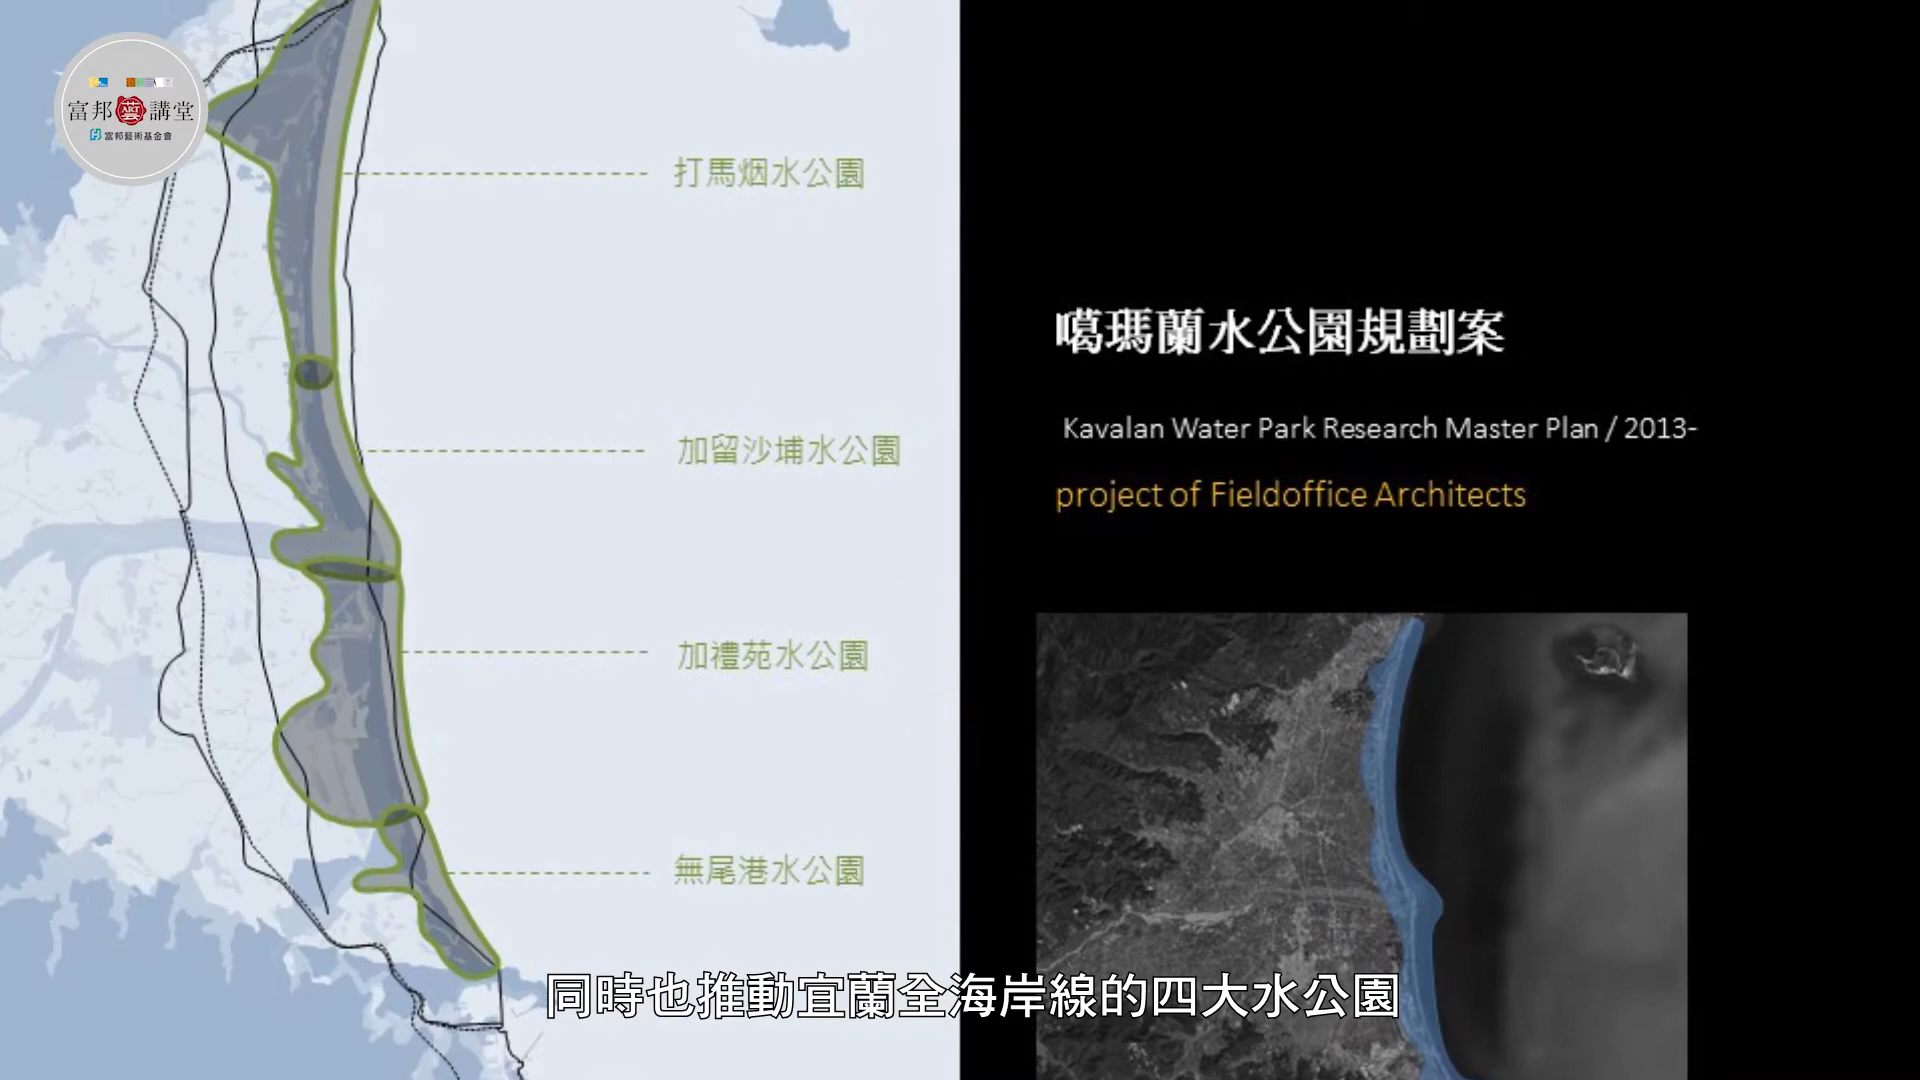 富邦藝講堂
ART
富邦藝術基金會
打馬烟水公園
加留沙埔水公園
加禮苑水公園
無尾港水公園
噶瑪蘭水公園規劃案
Kavalan Water Park Research Master Plan / 2013-
project of Fieldoffice Architects
同時也推動宜蘭全海岸線的四大水公園